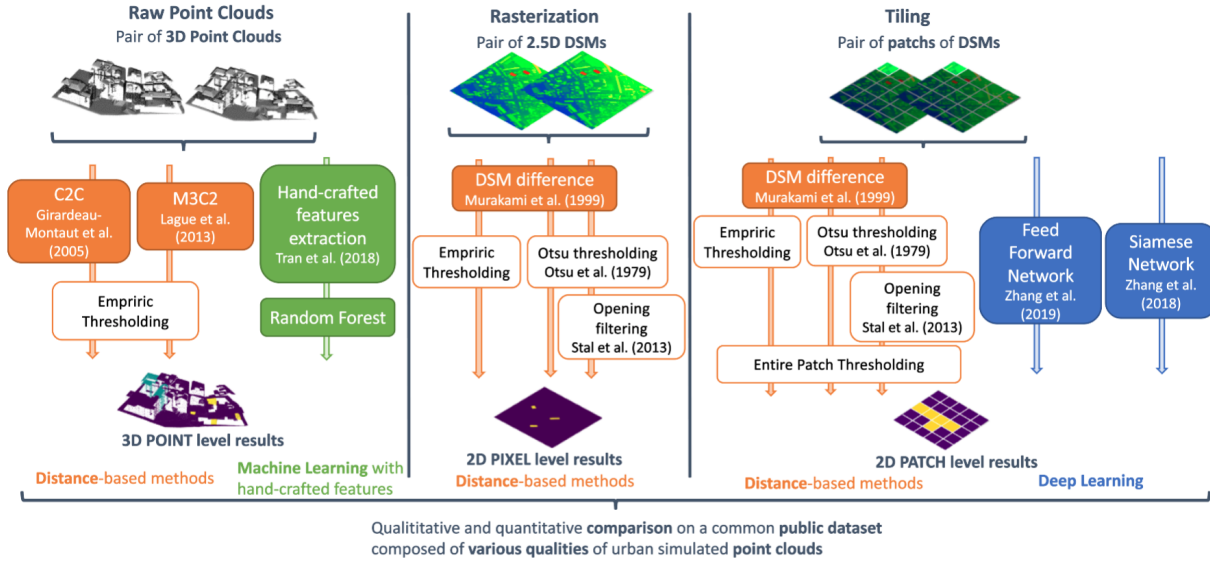 Raw Point Clouds
Pair of 3D Point Clouds
C2C
Girardeau-
Montaut et al.
(2005)
M3C2
Lague et al.
(2013)
Hand-crafted
features
extraction
Tran et al. (2018)
Empriric
Thresholding
Random Forest
3D POINT level results
Distance-based methods
Machine Learning with
hand-crafted features
Rasterization
Pair of 2.5D DSMs
DSM difference
Murakami et al. (1999)
Empriric
Thresholding
Otsu thresholding
Otsu et al. (1979)
Opening
filtering
Stal et al. (2013)
2D PIXEL level results
Distance-based methods
Tiling
Pair of patchs of DSMs
DSM difference
Murakami et al. (1999)
Empriric
Thresholding
Otsu thresholding
Otsu et al. (1979)
Opening
filtering
Stal et al. (2013)
Entire Patch Thresholding
Feed
Forward
Network
Zhang et al.
(2019)
Siamese
Network
Zhang et al.
(2018)
2D PATCH level results
Distance-based methods
Deep Learning
Qualititative and quantitative comparison on a common public dataset
composed of various qualities of urban simulated point clouds